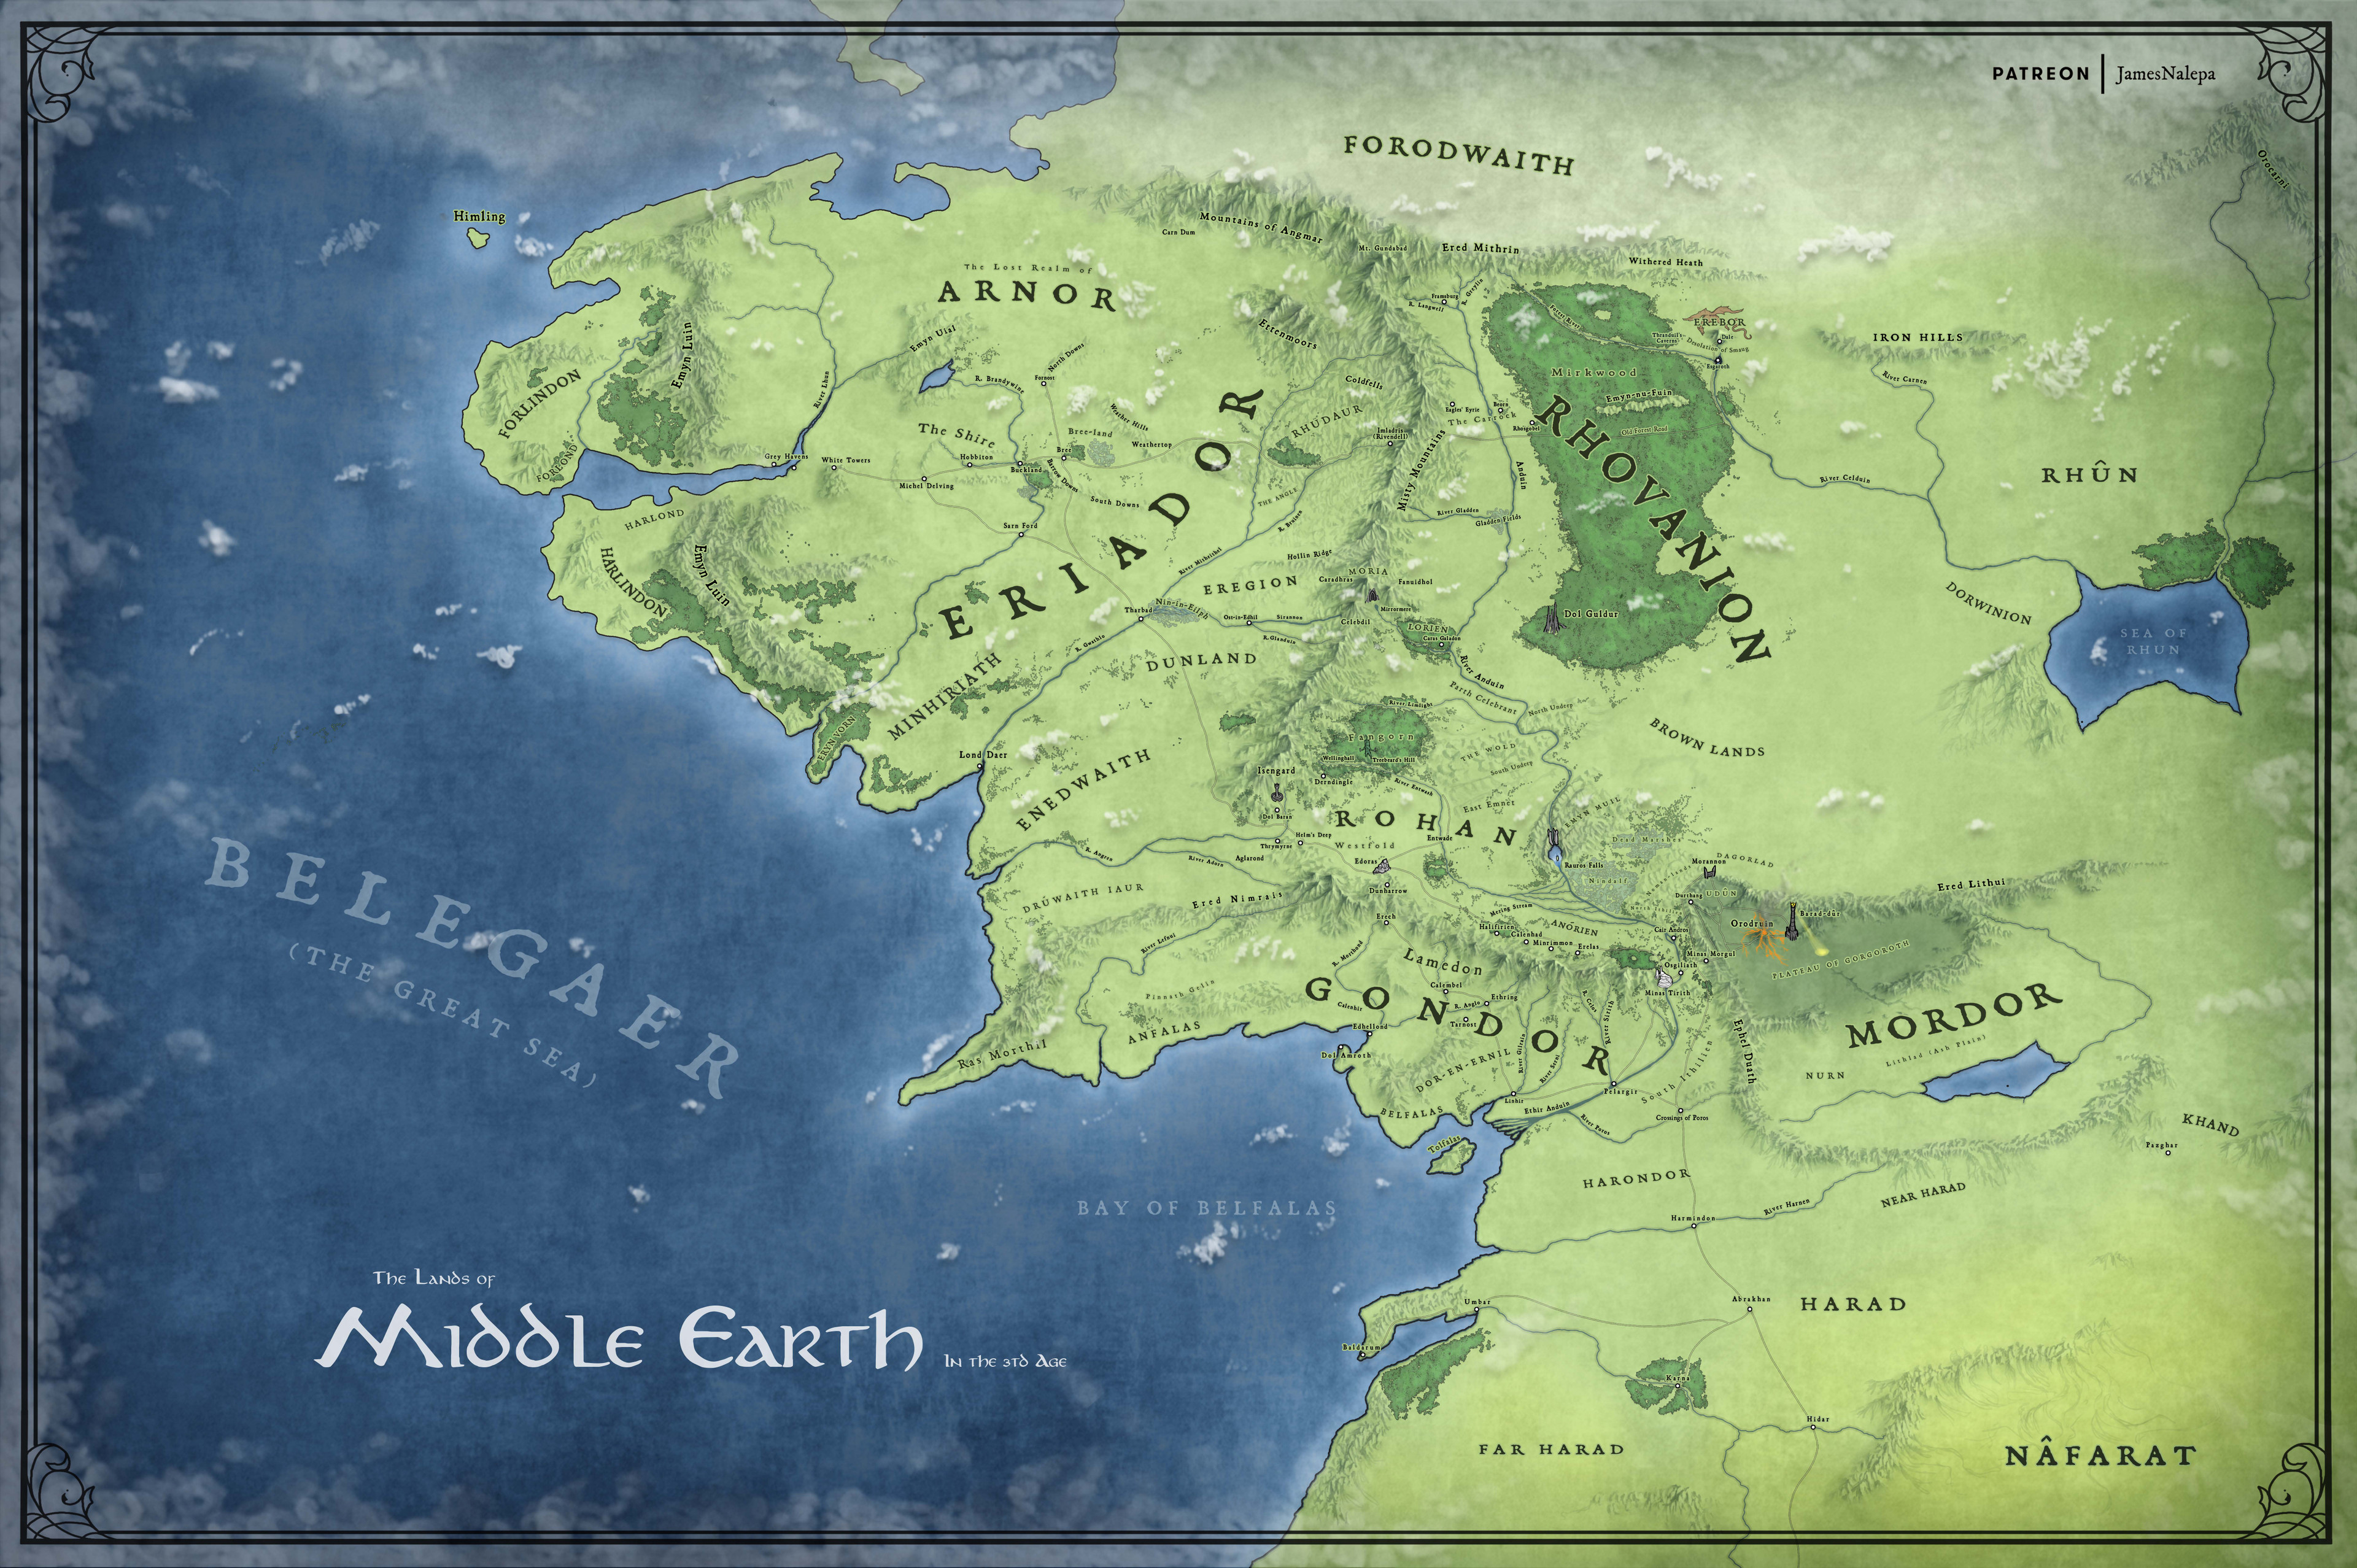 PATREON | JamesNalepa
FORODWAITH
Orocarni
Himling
Mountains of Angmar
Carn Dum
Mt. Gundabad
Ered Mithrin
Withered Heath
The Lost Realm of
ARNOR
Framsburg
R. Greylin
R. Langwell
Forest River
EREBOR
Dale
Thranduil's
Caverns
Desolation of Smaug
Esgaroth
IRON HILLS
River Carnen
Ettenmoors
Emyn Uial
Emyn Luin
FORLINDON
FORLOND
River Lhun
R. Brandywine
North Downs
Fornost
Coldfells
Mirkwood
Emyn-nu-Fuin
Old Forest Road
Eagles' Eyrie
Beorn
The Carrock
Rhosgobel
RHUDAUR
Weather Hills
Bree-land
Weathertop
Bree
The Shire
Hobbiton
Buckland
Barrow Downs
Imladris
(Rivendell)
Misty Mountains
Anduin
Grey Havens
White Towers
Michel Delving
South Downs
THE ANGLE
R. Bruinen
River Gladden
Gladden Fields
River Celduin
RHÛN
RHOVANION
ERIADOR
HARLOND
HARLINDON
Emyn Luin
Sarn Ford
River Mitheithel
Hollin Ridge
EREGION
MORIA
Caradhras
Fanuidhol
Mirrormere
Celebdil
Tharbad
Nin-in-Eilph
Ost-in-Edhil
Sirannon
R.Glanduin
R. Gwathlo
LORIEN
Caras Galadon
Dol Guldur
DORWINION
SEA OF
RHUN
DUNLAND
MINHIRIATH
ERYN VORN
River Anduin
Parth Celebrant
North Undeep
River Limlight
BROWN LANDS
Fangorn
Wellinghall
Treebeard's Hill
Derndingle
THE WOLD
South Undeep
River Entwash
Lond Daer
ENEDWAITH
Isengard
Dol Baran
East Emnet
EMYN MUIL
ROHAN
Helm's Deep
Thrymyrse
Westfold
Entwade
Dead Marshes
DAGORLAD
Morannon
R. Angren
River Adorn
Aglarond
Edoras
Dunharrow
Rauros Falls
Nindalf
Durthang
UDÛN
Ered Lithui
DRÛWAITH IAUR
Ered Nimrais
Erech
Mering Stream
ANÓRIEN
Halifirien
Calenhad
Minrimmon
Erelas
Cair Andros
Orodruin
Barad-dûr
PLATEAU OF GORGOROTH
Minas Morgul
Osgiliath
Minas Tirith
BELEGAER
(THE GREAT SEA)
River Lefnui
R. Morthond
Lamedon
Calembel
Pinnath Gelin
ANFALAS
Ras Morthil
GONDOR
R. Anglo
Ethring
Tarnost
Calenhir
Edhellond
Dol Amroth
DOR-EN-ERNIL
River Gilrain
River Serni
R. Celos
River Sirith
MORDOR
Lithlad (Ash Plain)
NURN
Ephel Duath
South Ithilien
Pelargir
Linhir
BELFALAS
Ethir Anduin
River Poros
Crossings of Poros
Tolfalas
KHAND
Pazghar
BAY OF BELFALAS
HARONDOR
NEAR HARAD
River Harnen
Harmindon
The Lands of
Middle Earth
In the 3Td Age
Umbar
Baldarum
Abrakhan
HARAD
Karna
Hidar
FAR HARAD
NÂFARAT